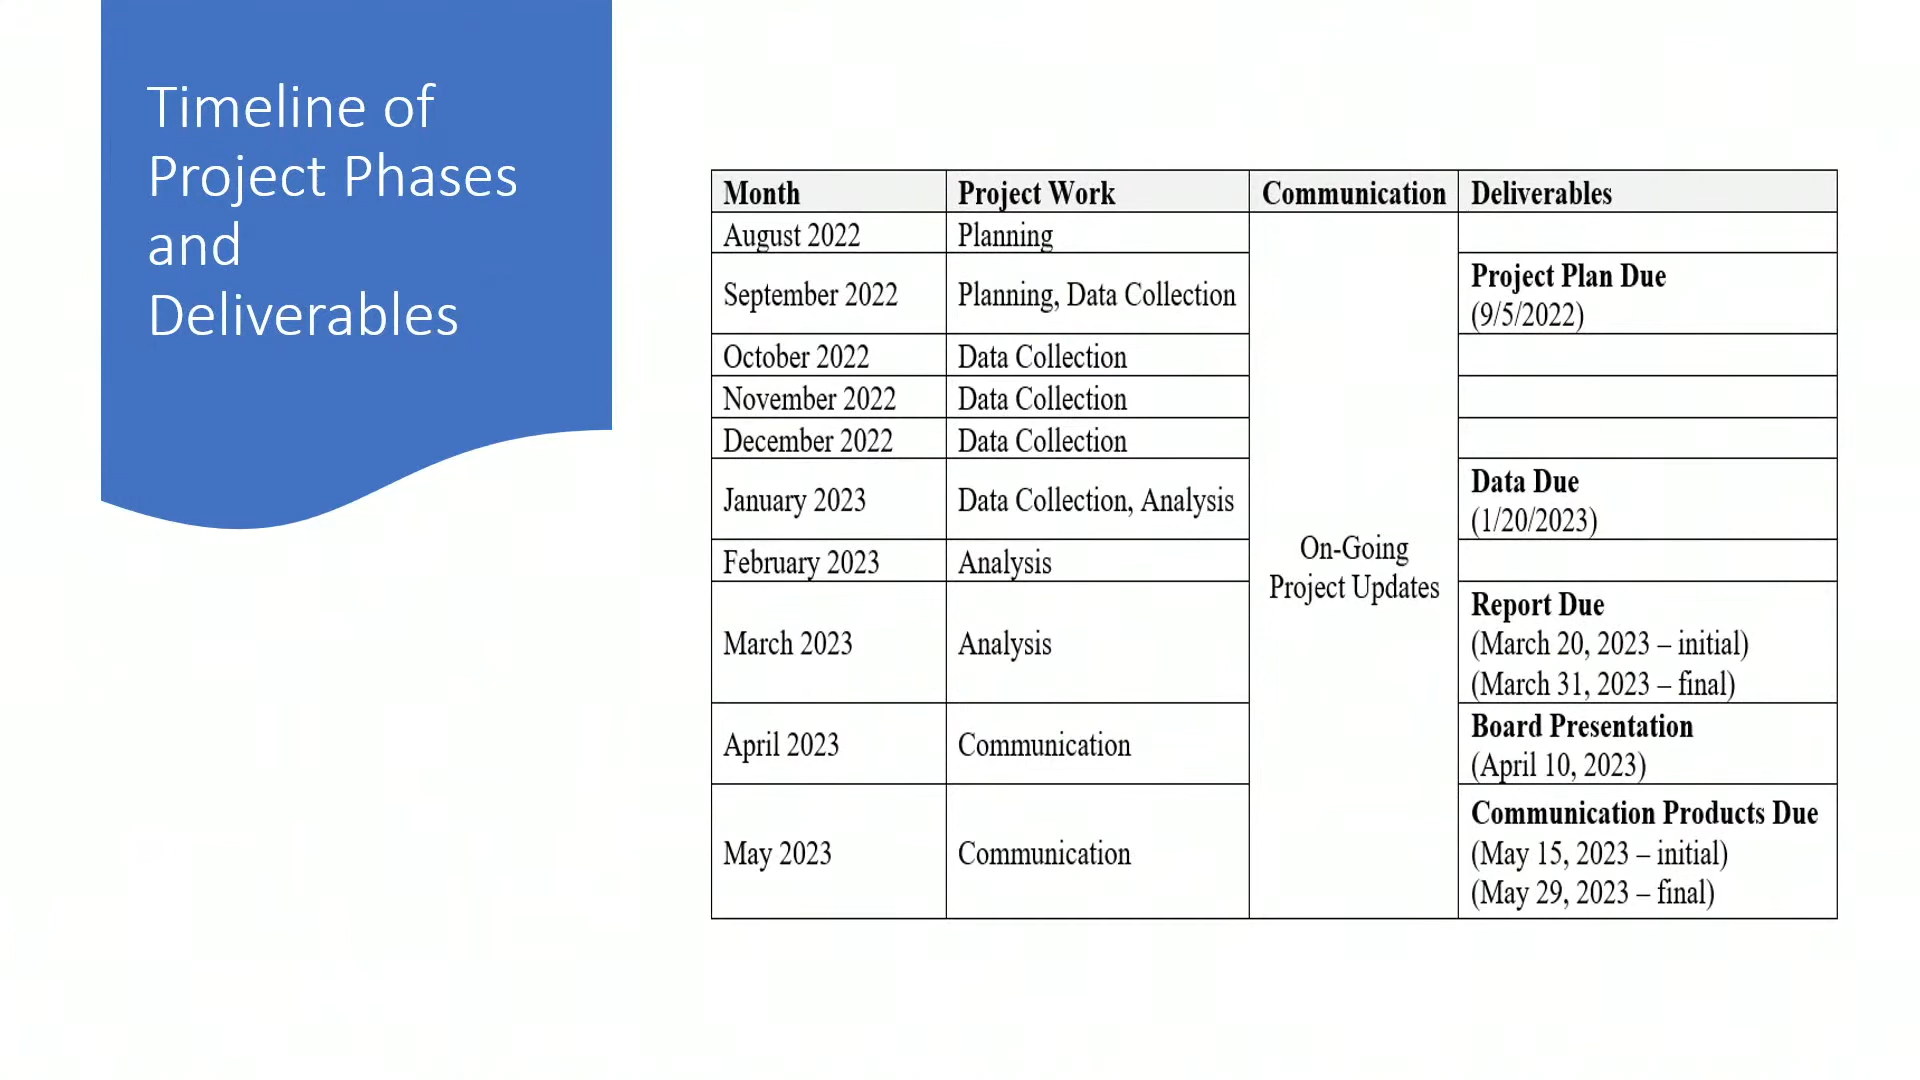 Timeline of
Project Phases
and
Deliverables
Month Project Work Communication Deliverables
August 2022 Planning
September 2022 Planning, Data Collection Project Plan Due
(9/5/2022)
October 2022 Data Collection
November 2022 Data Collection
December 2022 Data Collection
January 2023 Data Collection, Analysis Data Due
(1/20/2023)
On-Going
Project Updates
February 2023 Analysis
March 2023 Analysis Report Due
(March 20, 2023 – initial)
(March 31, 2023 – final)
April 2023 Communication Board Presentation
(April 10, 2023)
May 2023 Communication Communication Products Due
(May 15, 2023 – initial)
(May 29, 2023 – final)